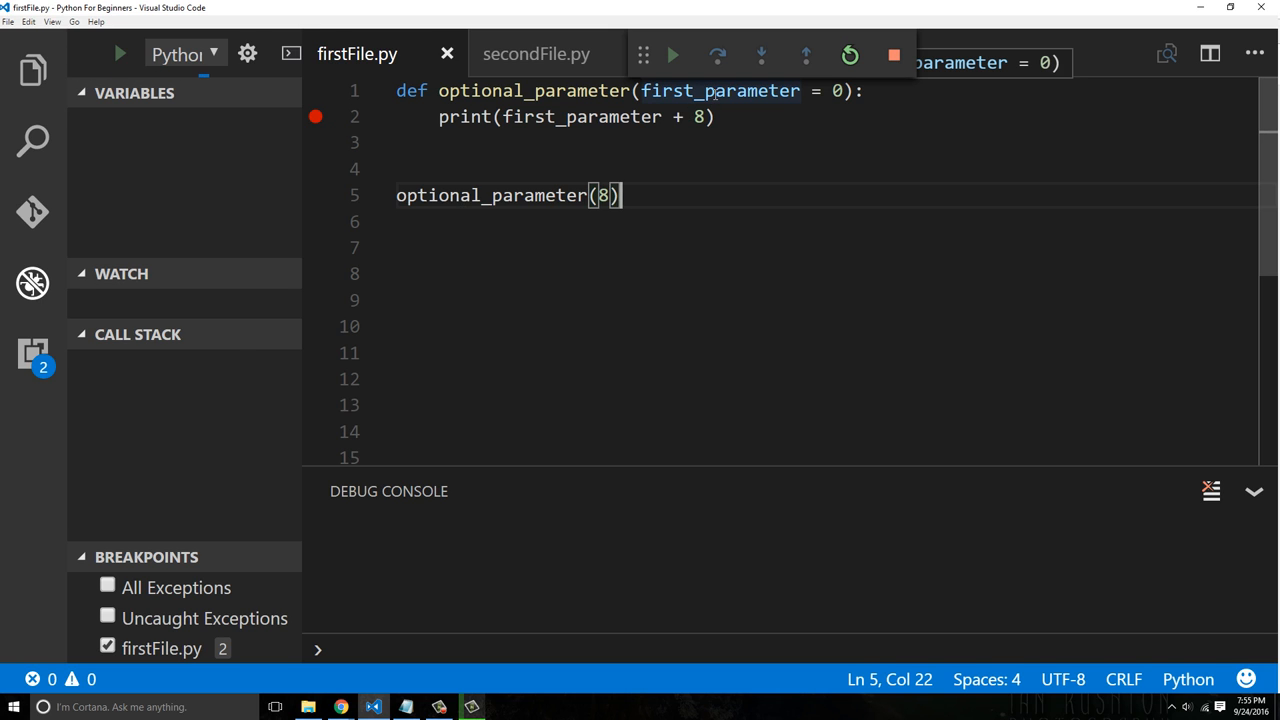 firstFile.py - Python For Beginners - Visual Studio Code
File Edit View Go Help
Python
firstFile.py
secondFile.py
parameter = 0)
VARIABLES
WATCH
CALL STACK
BREAKPOINTS
All Exceptions
Uncaught Exceptions
firstFile.py 2
2
1 def optional_parameter(first_parameter = 0):
2 print(first_parameter + 8)
3
4
5 optional_parameter(8)
6
7
8
9
10
11
12
13
14
15
DEBUG CONSOLE
0 0
Ln 5, Col 22 Spaces: 4 UTF-8 CRLF Python
I'm Cortana. Ask me anything.
7:55 PM
9/24/2016